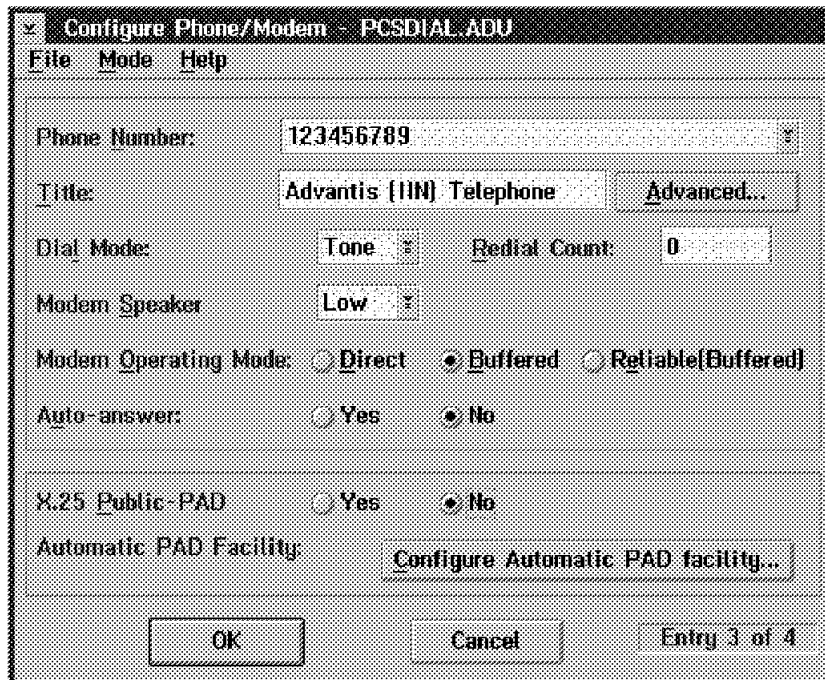 Configure Phone/Modem - PCSDIAL.ADU
File Mode Help
Phone Number: 123456789
Title: Advantis (IIN) Telephone Advanced...
Dial Mode: Tone Redial Count: 0
Modem Speaker Low
Modem Operating Mode: Direct Buffered Reliable(Buffered)
Auto-answer: Yes No
X.25 Public-PAD Yes No
Automatic PAD Facility: Configure Automatic PAD facility...
OK Cancel Entry 3 of 4